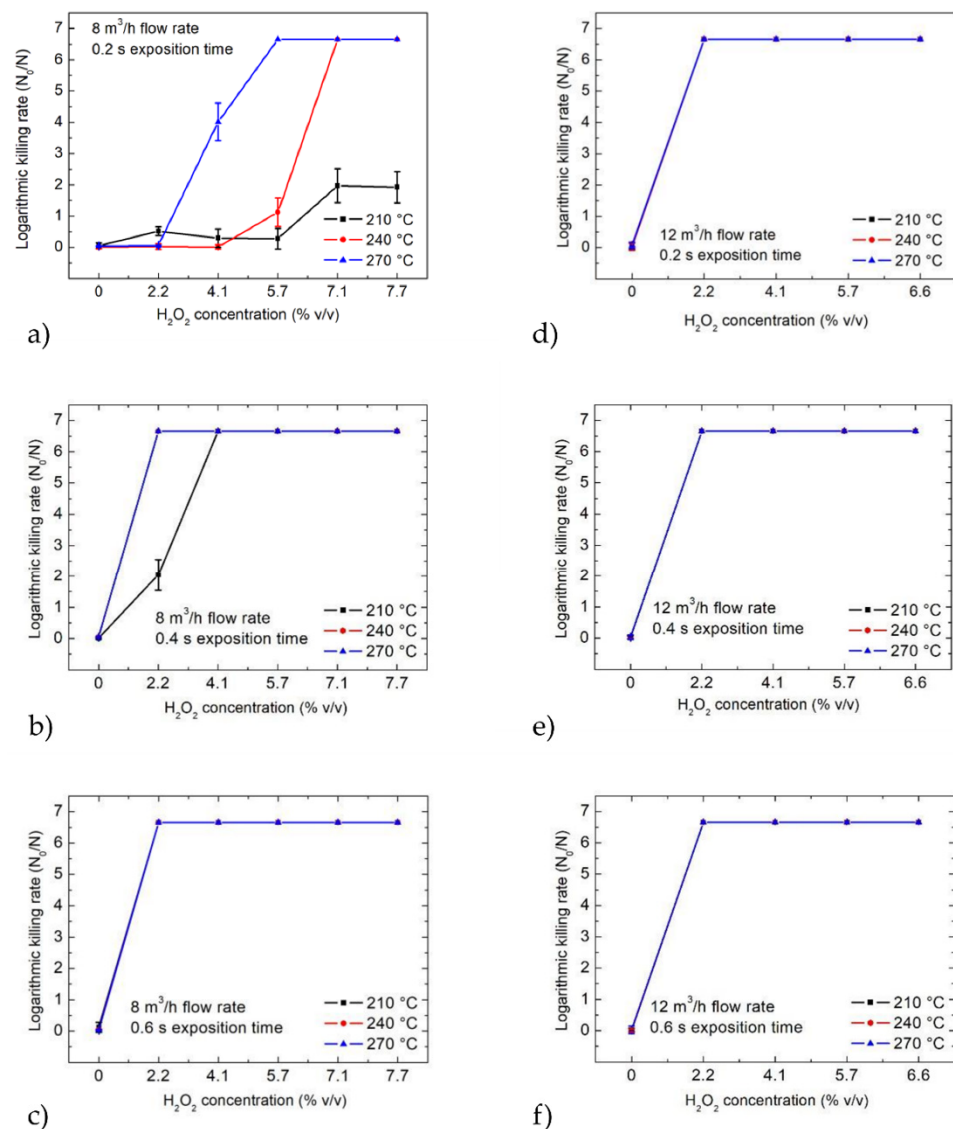 a)
Logarithmic killing rate (N₀/N)
7
6
5
4
3
2
1
0
8 m³/h flow rate
0.2 s exposition time
210 °C
240 °C
270 °C
0 2.2 4.1 5.7 7.1 7.7
H₂O₂ concentration (% v/v)
d)
Logarithmic killing rate (N₀/N)
7
6
5
4
3
2
1
0
12 m³/h flow rate
0.2 s exposition time
210 °C
240 °C
270 °C
0 2.2 4.1 5.7 6.6
H₂O₂ concentration (% v/v)
b)
Logarithmic killing rate (N₀/N)
7
6
5
4
3
2
1
0
8 m³/h flow rate
0.4 s exposition time
210 °C
240 °C
270 °C
0 2.2 4.1 5.7 7.1 7.7
H₂O₂ concentration (% v/v)
e)
Logarithmic killing rate (N₀/N)
7
6
5
4
3
2
1
0
12 m³/h flow rate
0.4 s exposition time
210 °C
240 °C
270 °C
0 2.2 4.1 5.7 6.6
H₂O₂ concentration (% v/v)
c)
Logarithmic killing rate (N₀/N)
7
6
5
4
3
2
1
0
8 m³/h flow rate
0.6 s exposition time
210 °C
240 °C
270 °C
0 2.2 4.1 5.7 7.1 7.7
H₂O₂ concentration (% v/v)
f)
Logarithmic killing rate (N₀/N)
7
6
5
4
3
2
1
0
12 m³/h flow rate
0.6 s exposition time
210 °C
240 °C
270 °C
0 2.2 4.1 5.7 6.6
H₂O₂ concentration (% v/v)